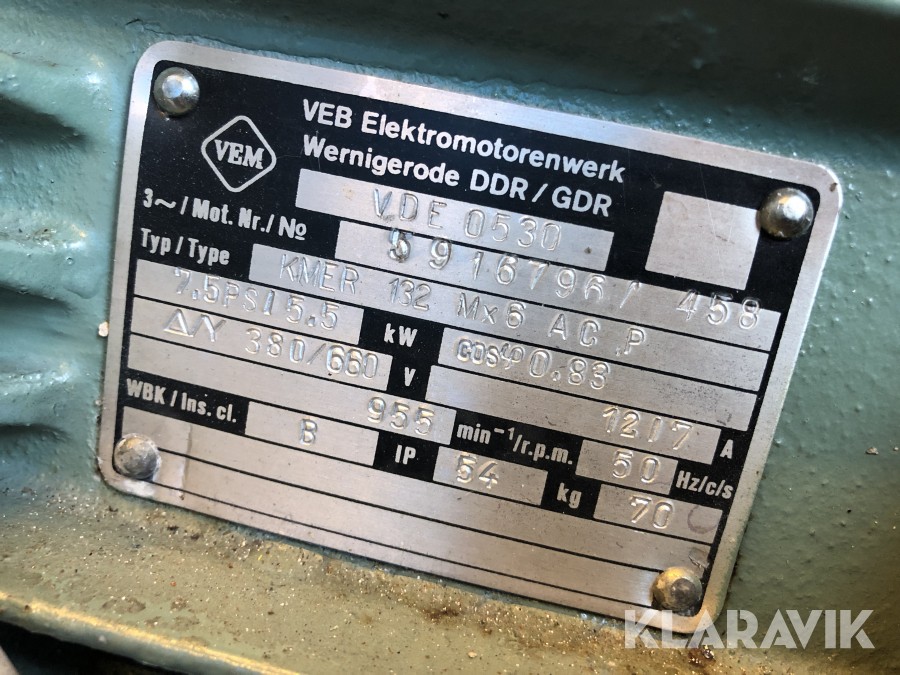 VEM
VEB Elektromotorenwerk
Wernigerode DDR / GDR
VDE 0530
3~ / Mot. Nr. / No 5916796/ 458
Typ / Type KMER 132 Mx6 AC.P
7.5PS/5.5 kW cosφ0.83
Δ/Y 380/660 V 12/7 A
955 min⁻¹/r.p.m. 50 Hz/c/s
WBK / Ins. cl. B IP 54 kg 70
KLARAVIK